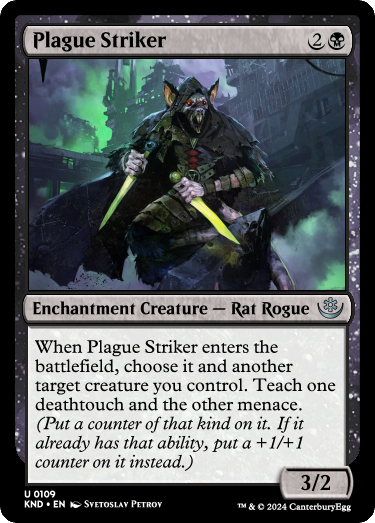 Plague Striker 2
Enchantment Creature — Rat Rogue
When Plague Striker enters the
battlefield, choose it and another
target creature you control. Teach one
deathtouch and the other menace.
(Put a counter of that kind on it. If it
already has that ability, put a +1/+1
counter on it instead.)
3/2
U 0109
KND • EN Svetoslav Petrov
™ & © 2024 CanterburyEgg